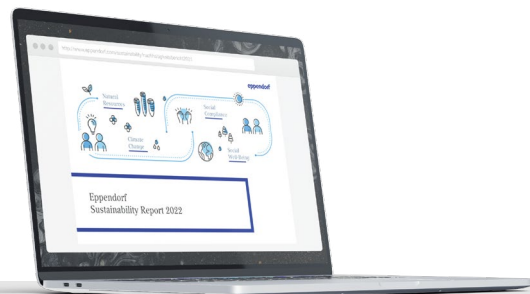 eppendorf
Natural
Resources
Social
Compliance
Climate
Change
Social
Well-Being
Eppendorf
Sustainability Report 2022